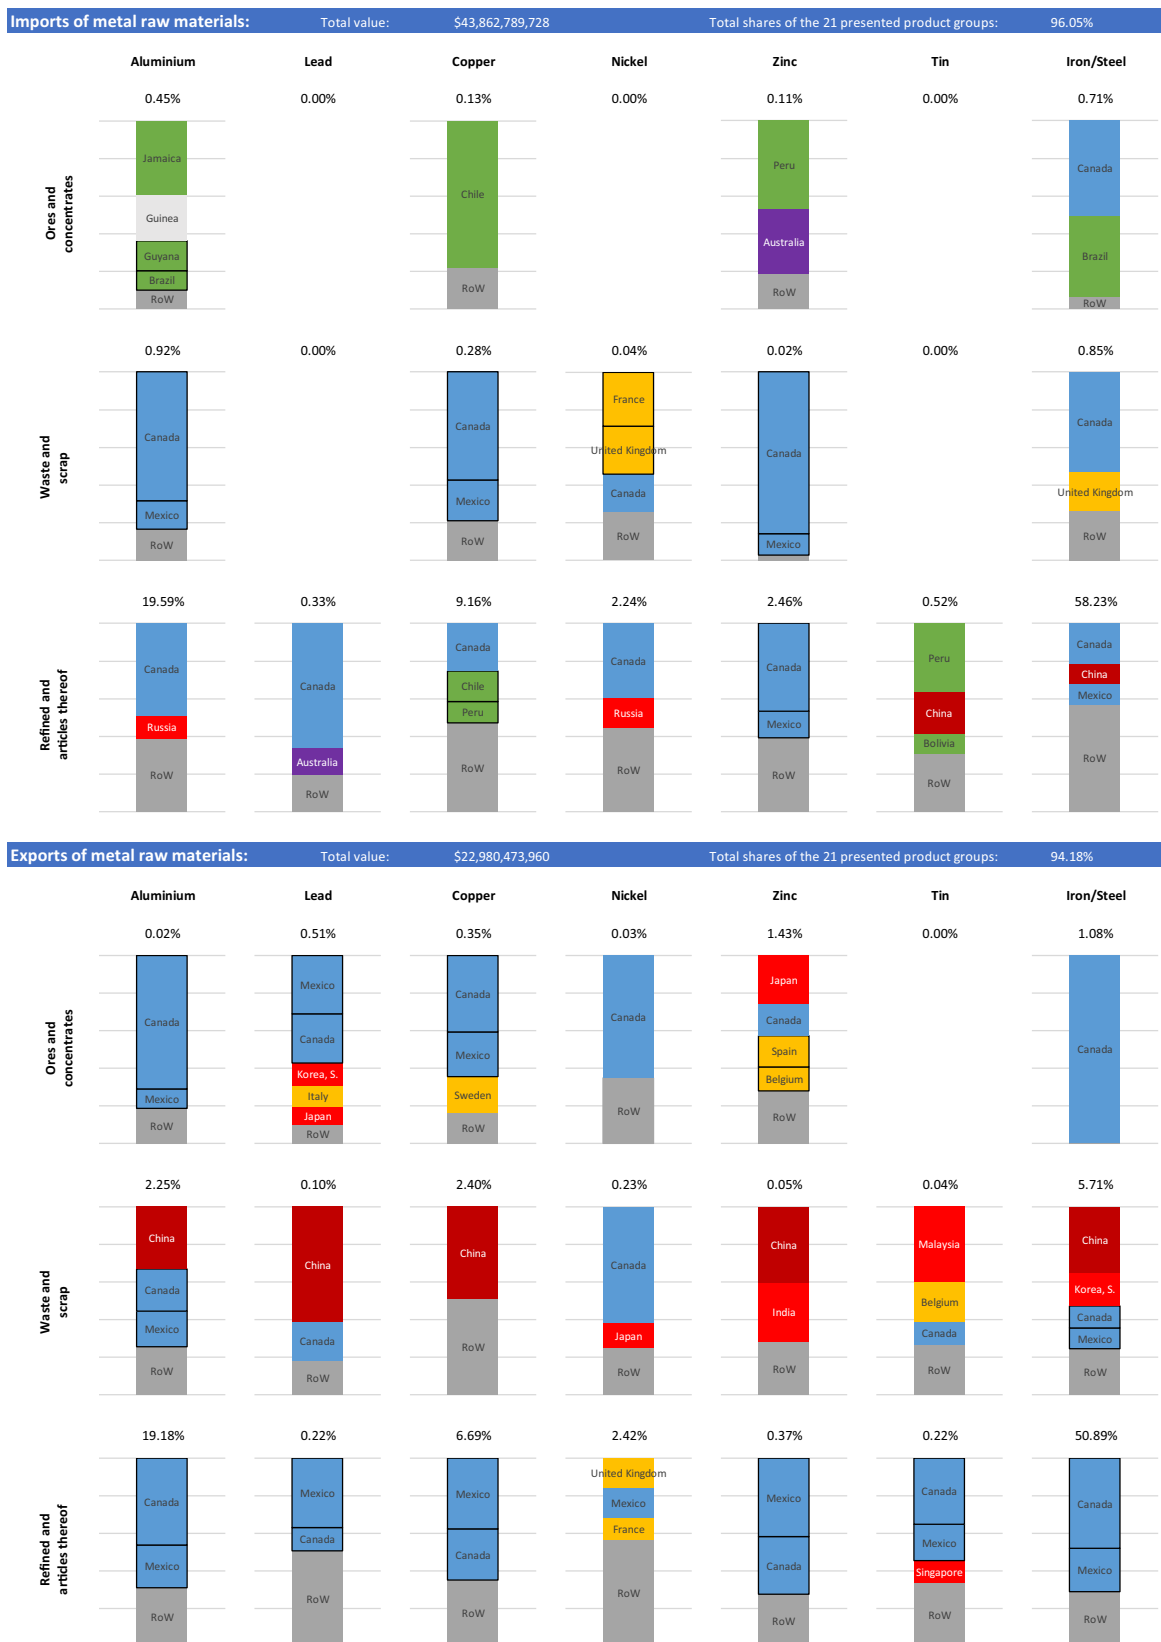 Imports of metal raw materials: Total value: $43,862,789,728 Total shares of the 21 presented product groups: 96.05%
Aluminium Lead Copper Nickel Zinc Tin Iron/Steel
Ores and
concentrates
0.45% 0.00% 0.13% 0.00% 0.11% 0.00% 0.71%
Jamaica
Guinea
Guyana
Brazil
RoW
Chile
RoW
Peru
Australia
RoW
Canada
Brazil
RoW
Waste and
scrap
0.92% 0.00% 0.28% 0.04% 0.02% 0.00% 0.85%
Canada
Mexico
RoW
Canada
Mexico
RoW
France
United Kingdom
Canada
RoW
Canada
Mexico
Canada
United Kingdom
RoW
Refined and
articles thereof
19.59% 0.33% 9.16% 2.24% 2.46% 0.52% 58.23%
Canada
Russia
RoW
Canada
Australia
RoW
Canada
Chile
Peru
RoW
Canada
Russia
RoW
Canada
Mexico
RoW
Peru
China
Bolivia
RoW
Canada
China
Mexico
RoW
Exports of metal raw materials: Total value: $22,980,473,960 Total shares of the 21 presented product groups: 94.18%
Aluminium Lead Copper Nickel Zinc Tin Iron/Steel
Ores and
concentrates
0.02% 0.51% 0.35% 0.03% 1.43% 0.00% 1.08%
Canada
Mexico
RoW
Mexico
Canada
Korea, S.
Italy
Japan
RoW
Canada
Mexico
Sweden
RoW
Canada
RoW
Japan
Canada
Spain
Belgium
RoW
Canada
Waste and
scrap
2.25% 0.10% 2.40% 0.23% 0.05% 0.04% 5.71%
China
Canada
Mexico
RoW
China
Canada
RoW
China
RoW
Canada
Japan
RoW
China
India
RoW
Malaysia
Belgium
Canada
RoW
China
Korea, S.
Canada
Mexico
RoW
Refined and
articles thereof
19.18% 0.22% 6.69% 2.42% 0.37% 0.22% 50.89%
Canada
Mexico
RoW
Mexico
Canada
RoW
Mexico
Canada
RoW
United Kingdom
Mexico
France
RoW
Mexico
Canada
RoW
Canada
Mexico
Singapore
RoW
Canada
Mexico
RoW